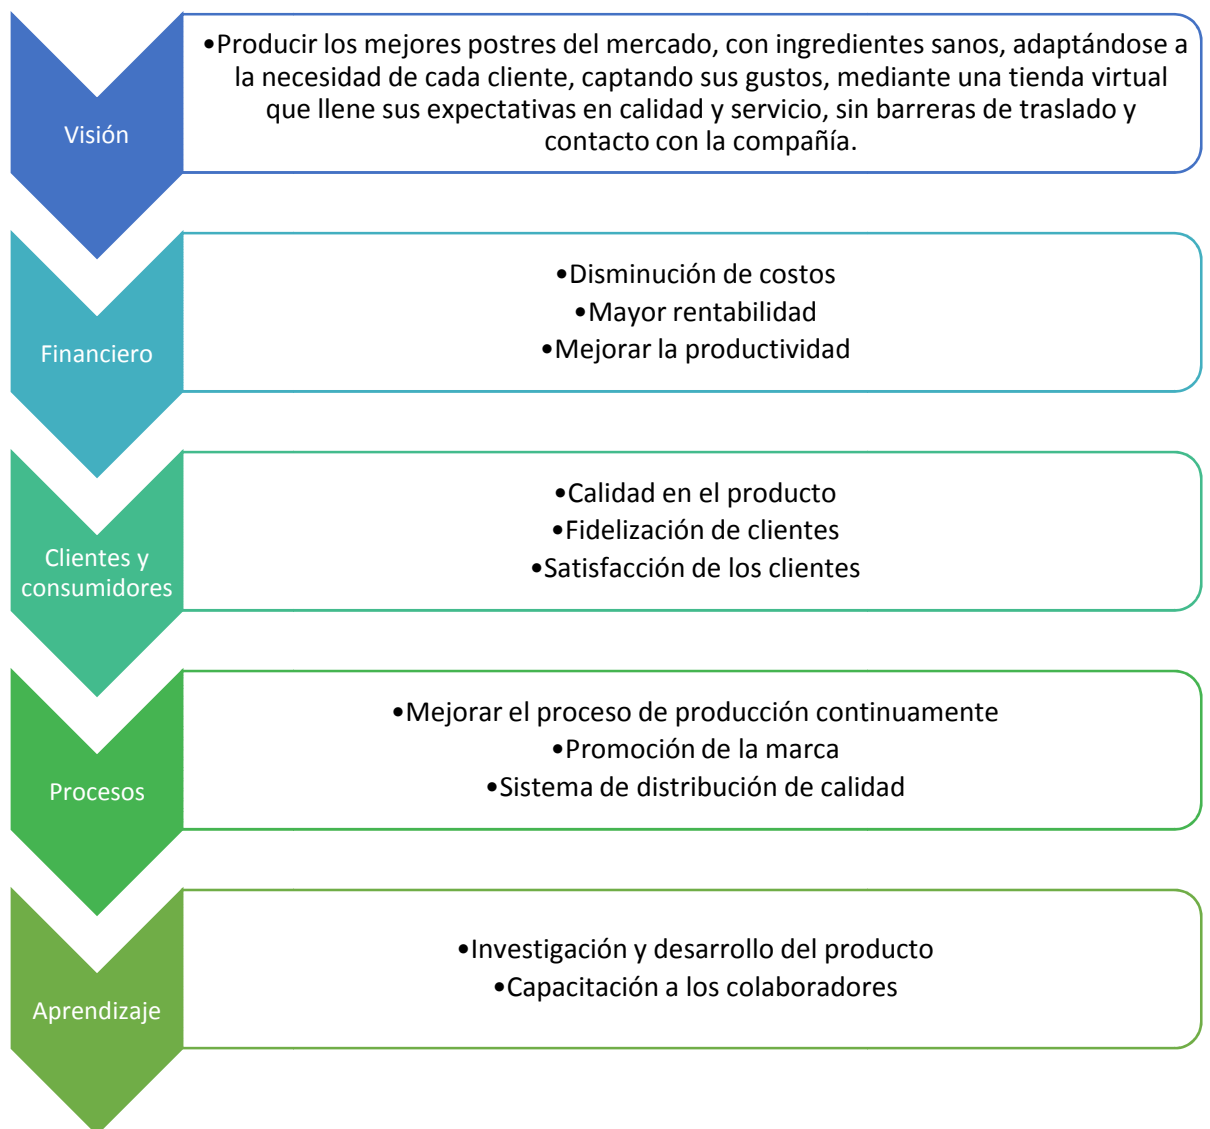 Visión
•Producir los mejores postres del mercado, con ingredientes sanos, adaptándose a
la necesidad de cada cliente, captando sus gustos, mediante una tienda virtual
que llene sus expectativas en calidad y servicio, sin barreras de traslado y
contacto con la compañía.
Financiero
•Disminución de costos
•Mayor rentabilidad
•Mejorar la productividad
Clientes y
consumidores
•Calidad en el producto
•Fidelización de clientes
•Satisfacción de los clientes
Procesos
•Mejorar el proceso de producción continuamente
•Promoción de la marca
•Sistema de distribución de calidad
Aprendizaje
•Investigación y desarrollo del producto
•Capacitación a los colaboradores